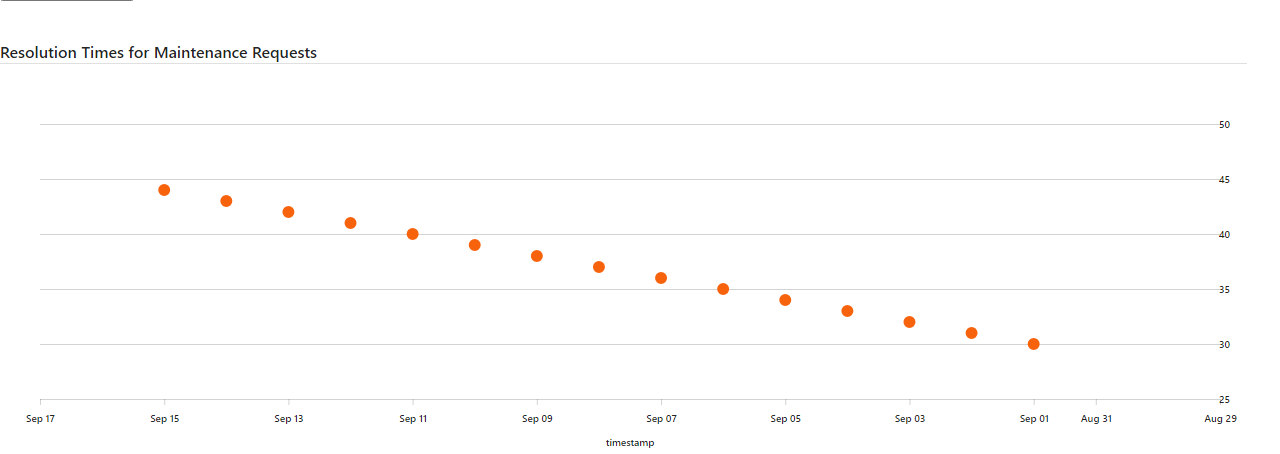 Resolution Times for Maintenance Requests
50
45
40
35
30
25
Sep 17 Sep 15 Sep 13 Sep 11 Sep 09 Sep 07 Sep 05 Sep 03 Sep 01 Aug 31 Aug 29
timestamp